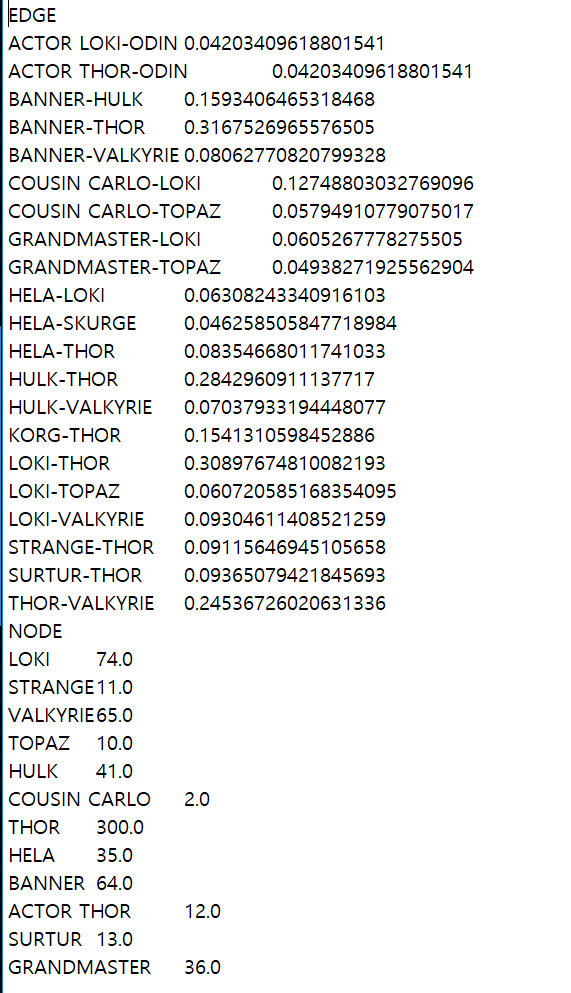 EDGE
ACTOR LOKI-ODIN 0.04203409618801541
ACTOR THOR-ODIN 0.04203409618801541
BANNER-HULK 0.1593406465318468
BANNER-THOR 0.3167526965576505
BANNER-VALKYRIE 0.08062770820799328
COUSIN CARLO-LOKI 0.12748803032769096
COUSIN CARLO-TOPAZ 0.05794910779075017
GRANDMASTER-LOKI 0.0605267778275505
GRANDMASTER-TOPAZ 0.04938271925562904
HELA-LOKI 0.06308243340916103
HELA-SKURGE 0.046258505847718984
HELA-THOR 0.08354668011741033
HULK-THOR 0.2842960911137717
HULK-VALKYRIE 0.07037933194448077
KORG-THOR 0.1541310598452886
LOKI-THOR 0.30897674810082193
LOKI-TOPAZ 0.060720585168354095
LOKI-VALKYRIE 0.09304611408521259
STRANGE-THOR 0.09115646945105658
SURTUR-THOR 0.09365079421845693
THOR-VALKYRIE 0.24536726020631336
NODE
LOKI 74.0
STRANGE 11.0
VALKYRIE 65.0
TOPAZ 10.0
HULK 41.0
COUSIN CARLO 2.0
THOR 300.0
HELA 35.0
BANNER 64.0
ACTOR THOR 12.0
SURTUR 13.0
GRANDMASTER 36.0